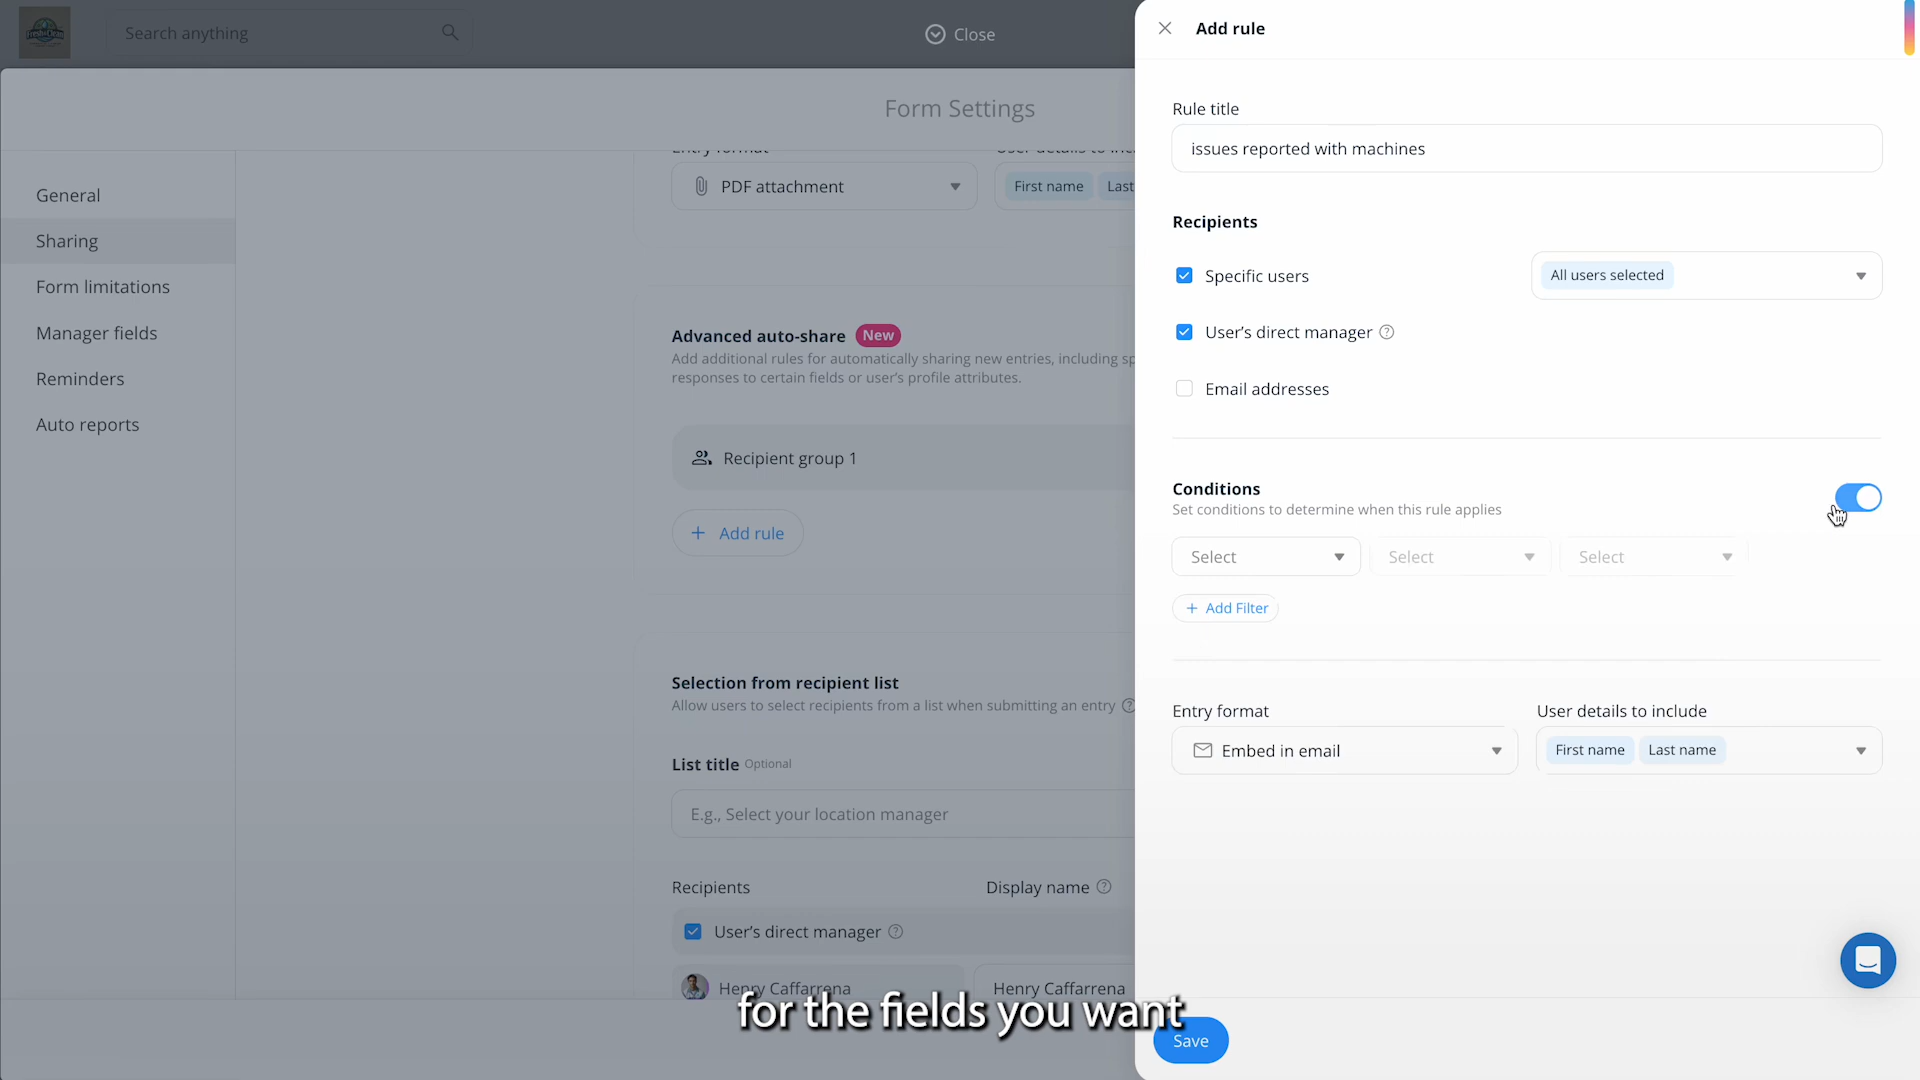 Search anything
Close
Form Settings
General
Sharing
Form limitations
Manager fields
Reminders
Auto reports
PDF attachment
First name
Last
Advanced auto-share New
Add additional rules for automatically sharing new entries, including sp
responses to certain fields or user's profile attributes.
Recipient group 1
+ Add rule
Selection from recipient list
Allow users to select recipients from a list when submitting an entry
List title Optional
E.g., Select your location manager
Recipients
Display name
User's direct manager
Henry Caffarrena
Henry Caffarrena
Add rule
Rule title
issues reported with machines
Recipients
Specific users
All users selected
User's direct manager
Email addresses
Conditions
Set conditions to determine when this rule applies
Select
Select
Select
+ Add Filter
Entry format
User details to include
Embed in email
First name
Last name
for the fields you want
Save